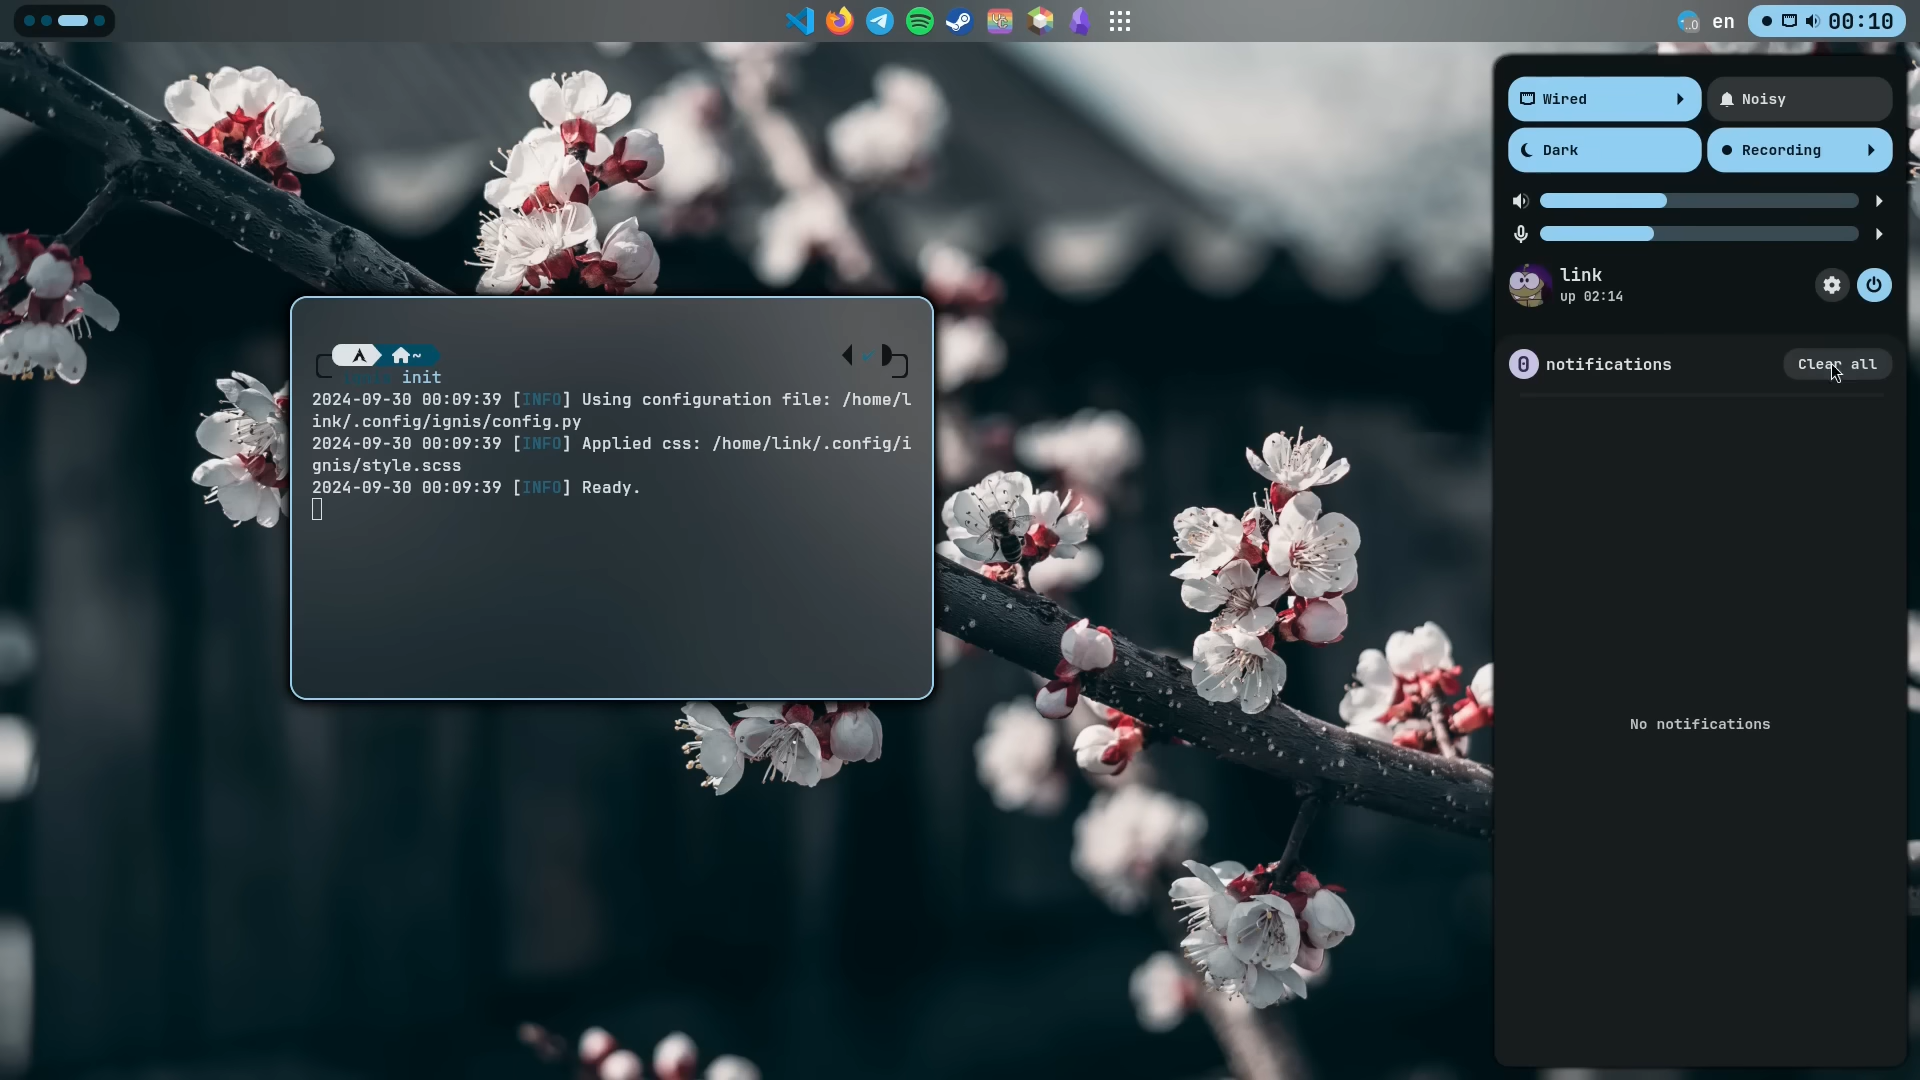 en
00:10
Wired
Noisy
Dark
Recording
link
up 02:14
0 notifications
Clear all
No notifications
~
init
2024-09-30 00:09:39 [INFO] Using configuration file: /home/l
ink/.config/ignis/config.py
2024-09-30 00:09:39 [INFO] Applied css: /home/link/.config/i
gnis/style.scss
2024-09-30 00:09:39 [INFO] Ready.